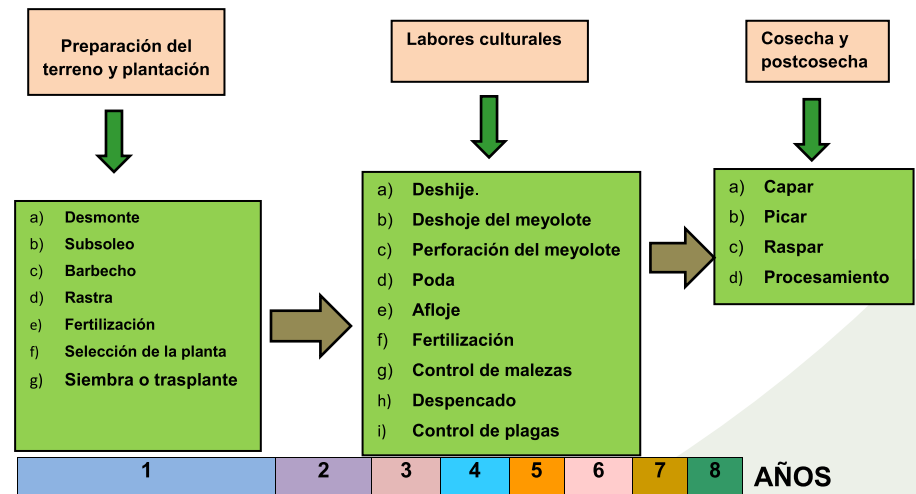 Preparación del
terreno y plantación
a) Desmonte
b) Subsoleo
c) Barbecho
d) Rastra
e) Fertilización
f) Selección de la planta
g) Siembra o trasplante
Labores culturales
a) Deshije.
b) Deshoje del meyolote
c) Perforación del meyolote
d) Poda
e) Afloje
f) Fertilización
g) Control de malezas
h) Despencado
i) Control de plagas
Cosecha y
postcosecha
a) Capar
b) Picar
c) Raspar
d) Procesamiento
1 2 3 4 5 6 7 8 AÑOS